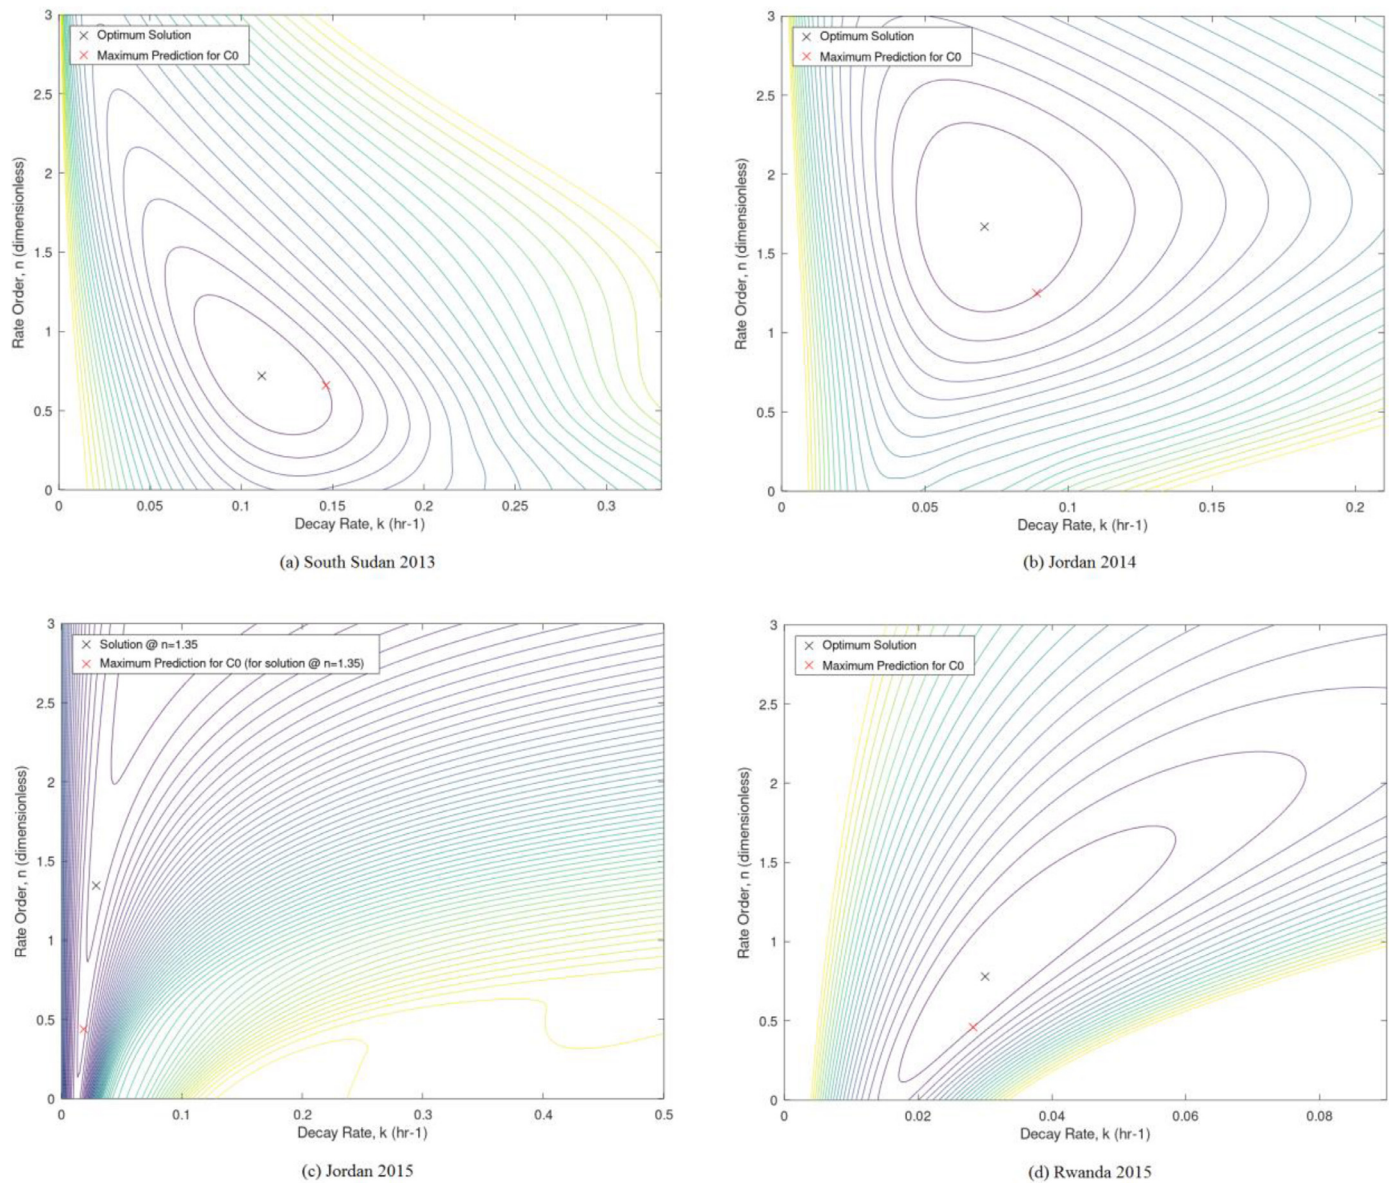 Optimum Solution
Maximum Prediction for C0
3
2.5
2
1.5
1
0.5
0
Rate Order, n (dimensionless)
0
0.05
0.1
0.15
0.2
0.25
0.3
Decay Rate, k (hr-1)
(a) South Sudan 2013
Optimum Solution
Maximum Prediction for C0
3
2.5
2
1.5
1
0.5
0
Rate Order, n (dimensionless)
0
0.05
0.1
0.15
0.2
Decay Rate, k (hr-1)
(b) Jordan 2014
Solution @ n=1.35
Maximum Prediction for C0 (for solution @ n=1.35)
3
2.5
2
1.5
1
0.5
0
Rate Order, n (dimensionless)
0
0.1
0.2
0.3
0.4
0.5
Decay Rate, k (hr-1)
(c) Jordan 2015
Optimum Solution
Maximum Prediction for C0
3
2.5
2
1.5
1
0.5
0
Rate Order, n (dimensionless)
0
0.02
0.04
0.06
0.08
Decay Rate, k (hr-1)
(d) Rwanda 2015